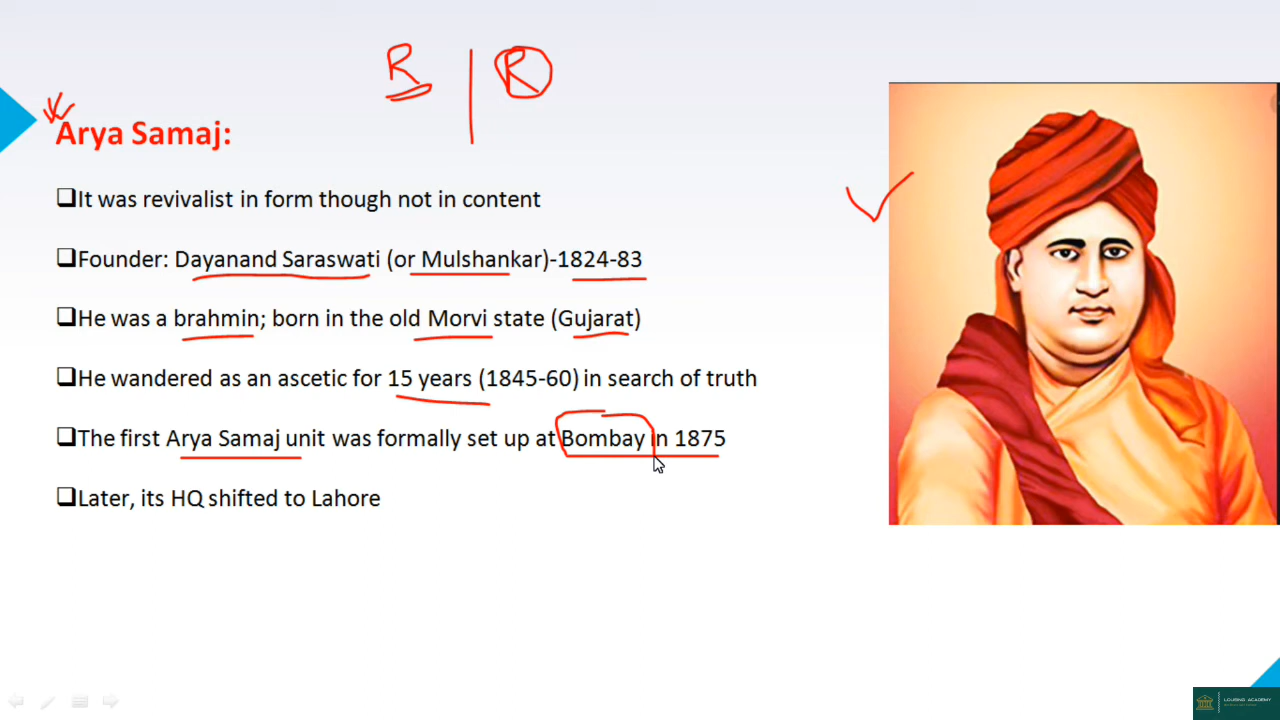 R | R
Arya Samaj:
❑It was revivalist in form though not in content
❑Founder: Dayanand Saraswati (or Mulshankar)-1824-83
❑He was a brahmin; born in the old Morvi state (Gujarat)
❑He wandered as an ascetic for 15 years (1845-60) in search of truth
❑The first Arya Samaj unit was formally set up at Bombay in 1875
❑Later, its HQ shifted to Lahore
LOUSING ACADEMY